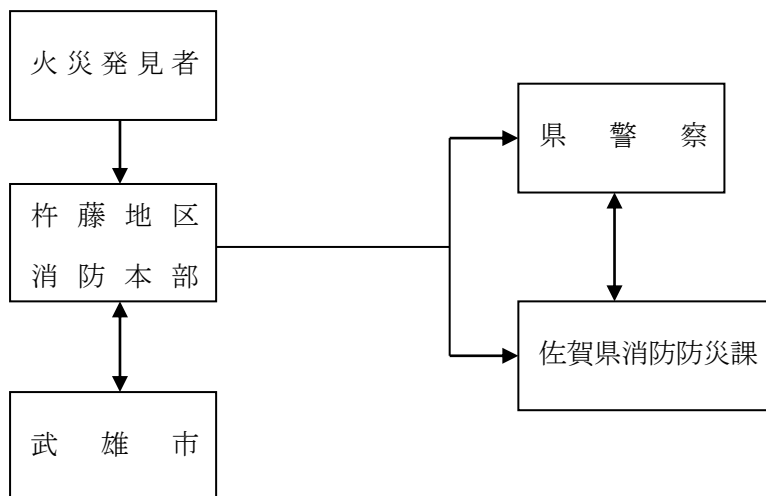 火災発見者
杵藤地区
消防本部
武雄市
県警察
佐賀県消防防災課